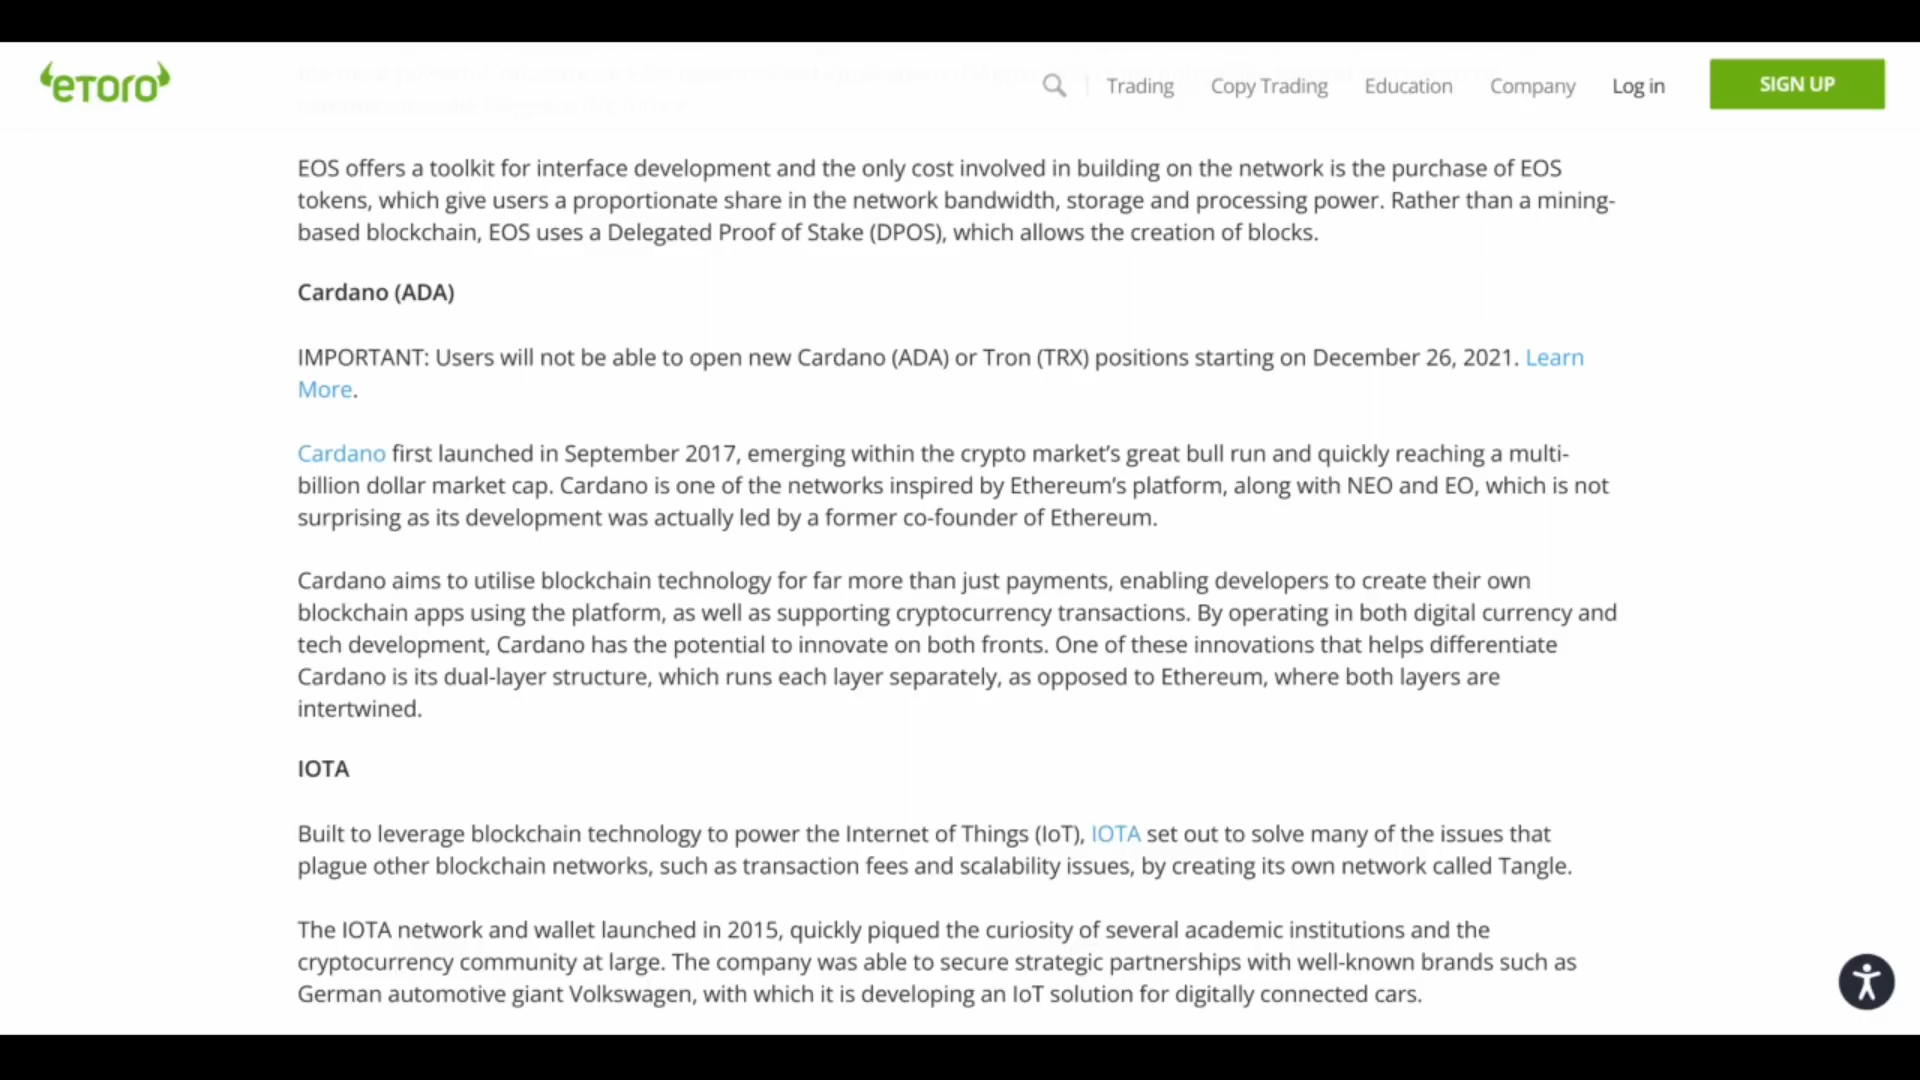 eToro
Trading Copy Trading Education Company Log in SIGN UP
EOS offers a toolkit for interface development and the only cost involved in building on the network is the purchase of EOS
tokens, which give users a proportionate share in the network bandwidth, storage and processing power. Rather than a mining-
based blockchain, EOS uses a Delegated Proof of Stake (DPOS), which allows the creation of blocks.
Cardano (ADA)
IMPORTANT: Users will not be able to open new Cardano (ADA) or Tron (TRX) positions starting on December 26, 2021. Learn
More.
Cardano first launched in September 2017, emerging within the crypto market’s great bull run and quickly reaching a multi-
billion dollar market cap. Cardano is one of the networks inspired by Ethereum’s platform, along with NEO and EO, which is not
surprising as its development was actually led by a former co-founder of Ethereum.
Cardano aims to utilise blockchain technology for far more than just payments, enabling developers to create their own
blockchain apps using the platform, as well as supporting cryptocurrency transactions. By operating in both digital currency and
tech development, Cardano has the potential to innovate on both fronts. One of these innovations that helps differentiate
Cardano is its dual-layer structure, which runs each layer separately, as opposed to Ethereum, where both layers are
intertwined.
IOTA
Built to leverage blockchain technology to power the Internet of Things (IoT), IOTA set out to solve many of the issues that
plague other blockchain networks, such as transaction fees and scalability issues, by creating its own network called Tangle.
The IOTA network and wallet launched in 2015, quickly piqued the curiosity of several academic institutions and the
cryptocurrency community at large. The company was able to secure strategic partnerships with well-known brands such as
German automotive giant Volkswagen, with which it is developing an IoT solution for digitally connected cars.